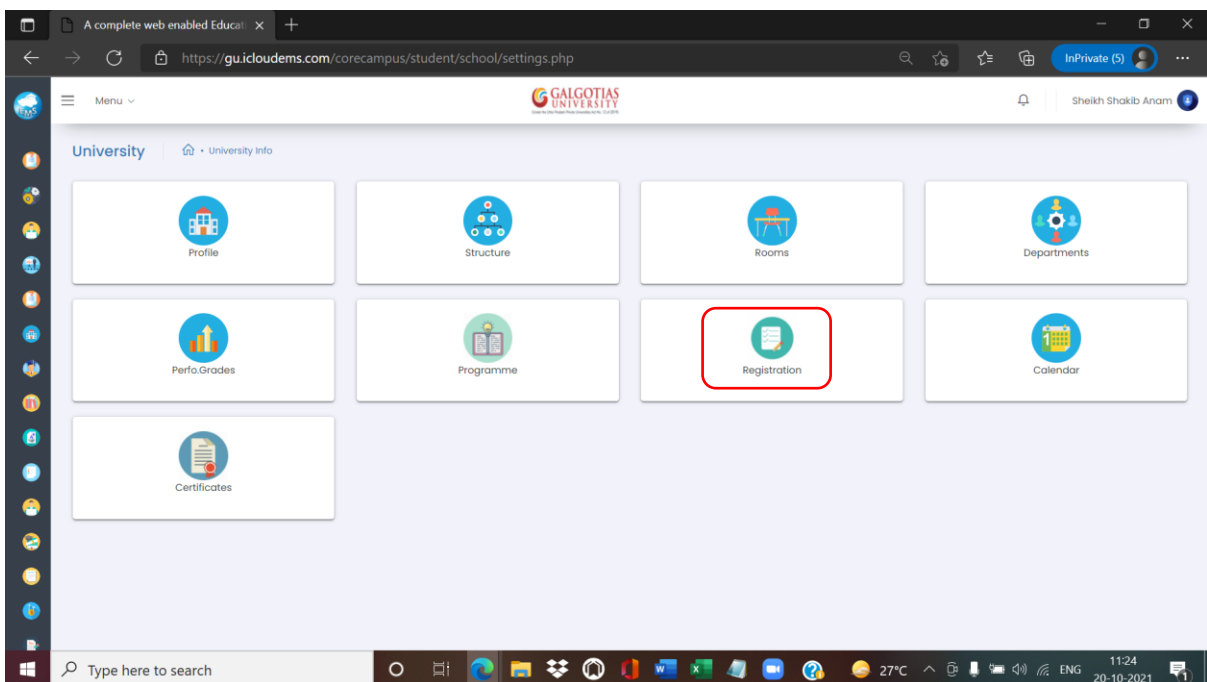 A complete web enabled Educati
https://gu.icloudems.com/corecampus/student/school/settings.php
InPrivate (5)
EMS
Menu
GALGOTIAS
UNIVERSITY
Sheikh Shakib Anam
University
University Info
Profile
Structure
Rooms
Departments
Perfo.Grades
Programme
Registration
Calendar
Certificates
Type here to search
27°C
ENG
11:24
20-10-2021